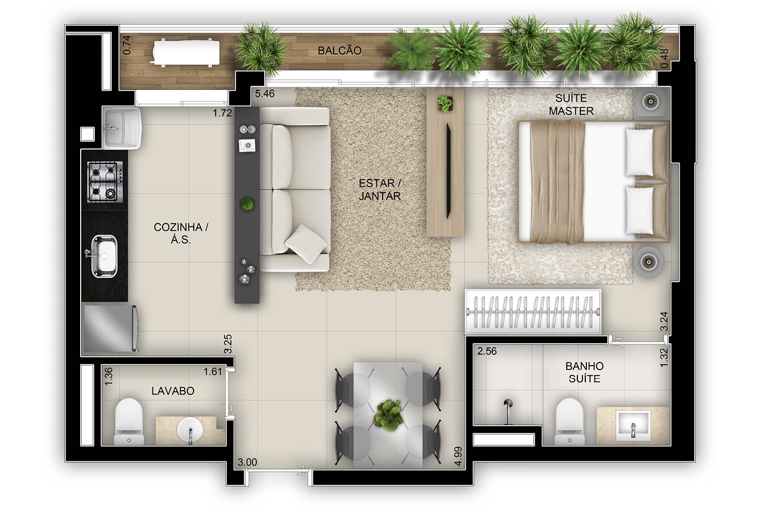 0.74
BALCÃO
0.48
5.46
1.72
SUÍTE
MASTER
ESTAR /
JANTAR
COZINHA /
Á.S.
3.25
3.24
1.36
1.61
LAVABO
2.56
1.32
BANHO
SUÍTE
3.00
4.99